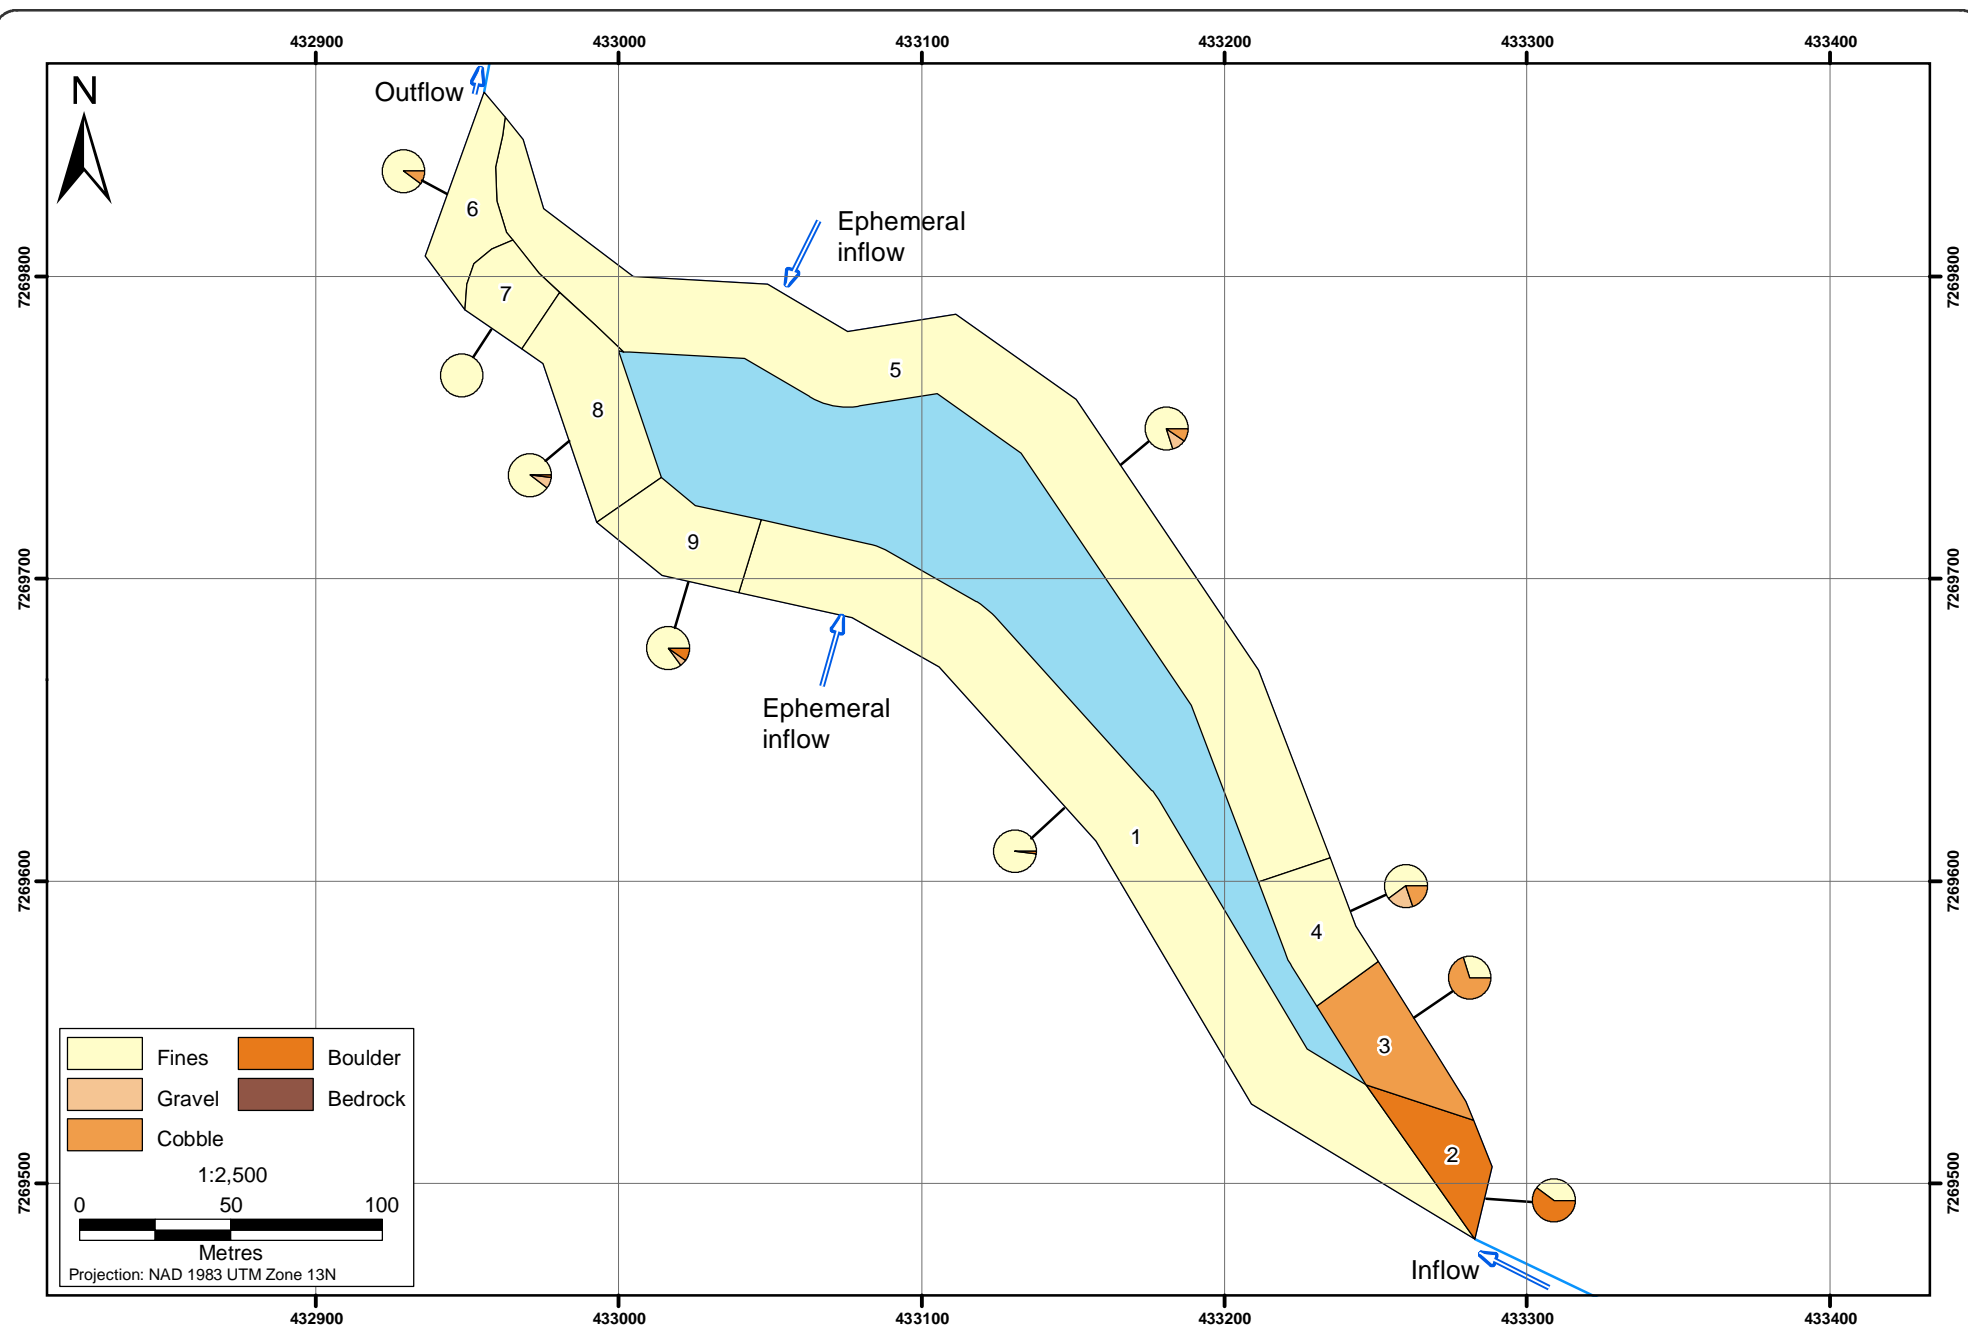 432900 433000 433100 433200 433300 433400
N
Outflow
6
Ephemeral
inflow
7269800 7269800
7
5
8
9
7269700 7269700
Ephemeral
inflow
1
7269600 7269600
4
3
2
7269500 7269500
Inflow
Fines Boulder
Gravel Bedrock
Cobble
1:2,500
0 50 100
Metres
Projection: NAD 1983 UTM Zone 13N
432900 433000 433100 433200 433300 433400